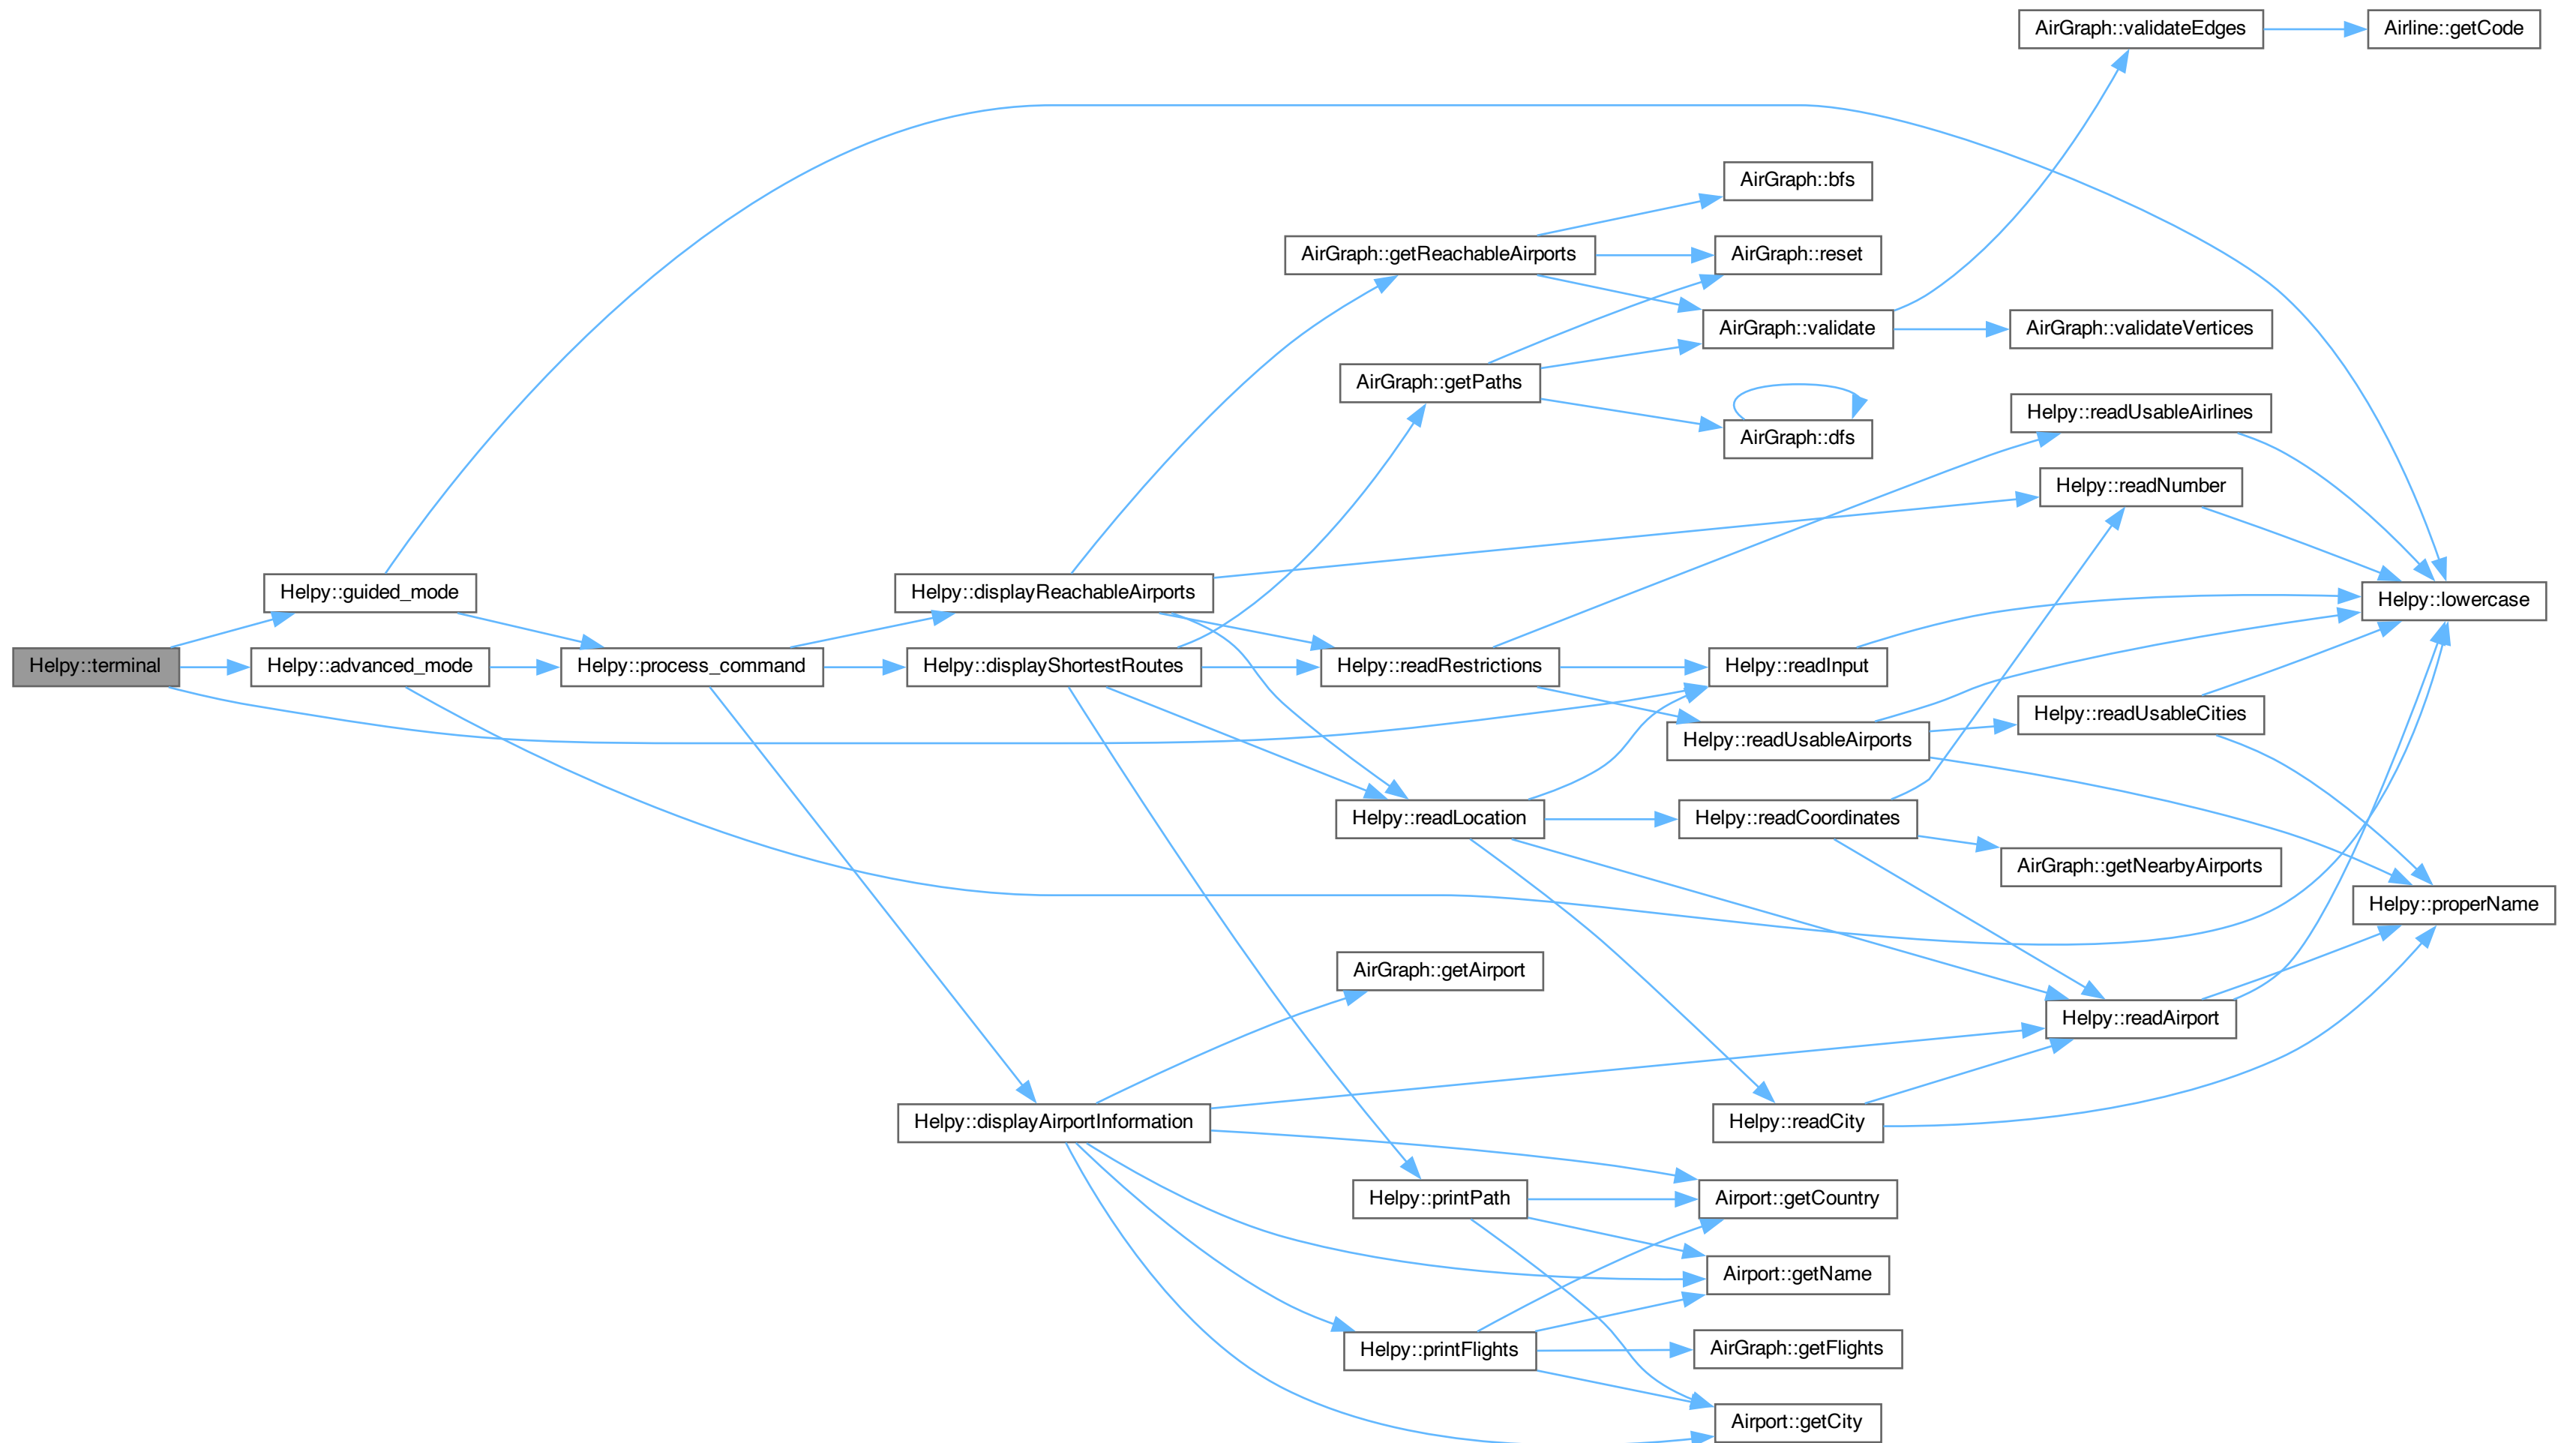 AirGraph::validateEdges
Airline::getCode
AirGraph::bfs
AirGraph::getReachableAirports
AirGraph::reset
AirGraph::validate
AirGraph::validateVertices
AirGraph::getPaths
Helpy::readUsableAirlines
AirGraph::dfs
Helpy::readNumber
Helpy::guided_mode
Helpy::displayReachableAirports
Helpy::lowercase
Helpy::terminal
Helpy::advanced_mode
Helpy::process_command
Helpy::displayShortestRoutes
Helpy::readRestrictions
Helpy::readInput
Helpy::readUsableCities
Helpy::readUsableAirports
Helpy::readLocation
Helpy::readCoordinates
AirGraph::getNearbyAirports
Helpy::properName
AirGraph::getAirport
Helpy::readAirport
Helpy::displayAirportInformation
Helpy::readCity
Helpy::printPath
Airport::getCountry
Airport::getName
Helpy::printFlights
AirGraph::getFlights
Airport::getCity